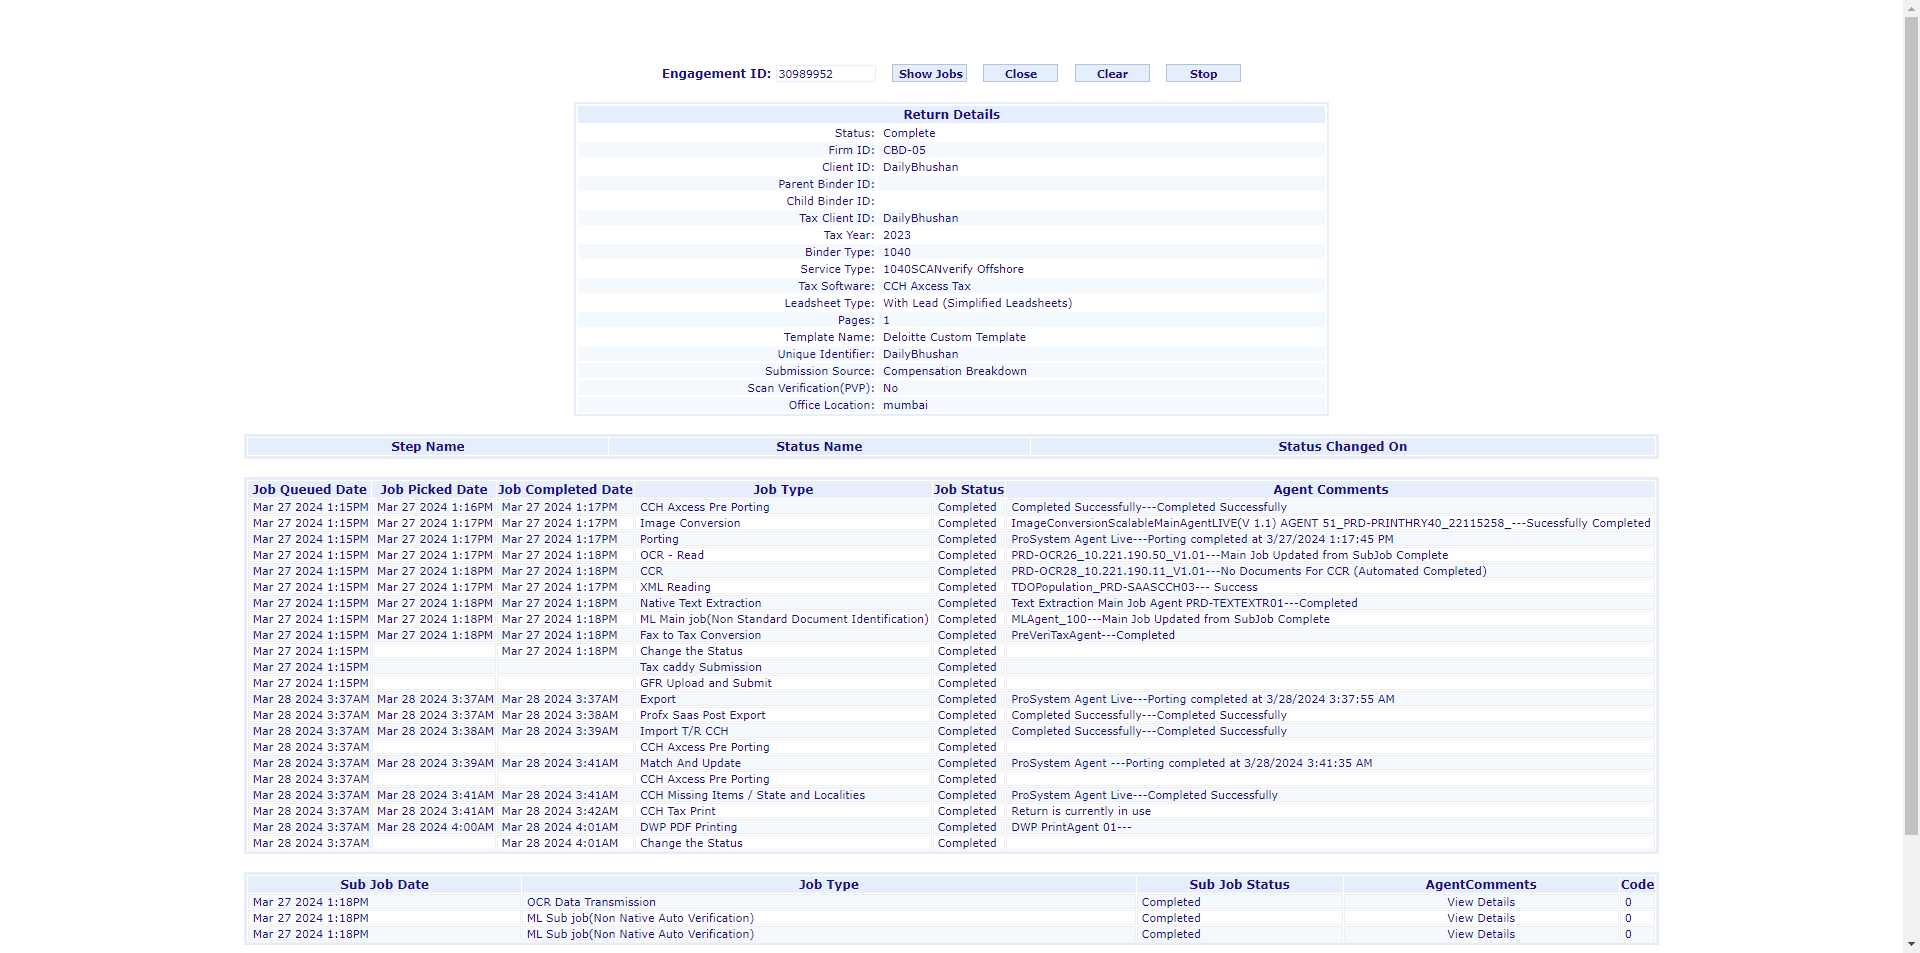 Engagement ID: 30989952 Show Jobs Close Clear Stop
Return Details
Status: Complete
Firm ID: CBD-05
Client ID: DailyBhushan
Parent Binder ID:
Child Binder ID:
Tax Client ID: DailyBhushan
Tax Year: 2023
Binder Type: 1040
Service Type: 1040SCANverify Offshore
Tax Software: CCH Axcess Tax
Leadsheet Type: With Lead (Simplified Leadsheets)
Pages: 1
Template Name: Deloitte Custom Template
Unique Identifier: DailyBhushan
Submission Source: Compensation Breakdown
Scan Verification(PVP): No
Office Location: mumbai
Step Name Status Name Status Changed On
Job Queued Date Job Picked Date Job Completed Date Job Type Job Status Agent Comments
Mar 27 2024 1:15PM Mar 27 2024 1:16PM Mar 27 2024 1:17PM CCH Axcess Pre Porting Completed Completed Successfully---Completed Successfully
Mar 27 2024 1:15PM Mar 27 2024 1:17PM Mar 27 2024 1:17PM Image Conversion Completed ImageConversionScalableMainAgentLIVE(V 1.1) AGENT 51_PRD-PRINTHRY40_22115258_---Sucessfully Completed
Mar 27 2024 1:15PM Mar 27 2024 1:17PM Mar 27 2024 1:17PM Porting Completed ProSystem Agent Live---Porting completed at 3/27/2024 1:17:45 PM
Mar 27 2024 1:15PM Mar 27 2024 1:17PM Mar 27 2024 1:18PM OCR - Read Completed PRD-OCR26_10.221.190.50_V1.01---Main Job Updated from SubJob Complete
Mar 27 2024 1:15PM Mar 27 2024 1:18PM Mar 27 2024 1:18PM CCR Completed PRD-OCR28_10.221.190.11_V1.01---No Documents For CCR (Automated Completed)
Mar 27 2024 1:15PM Mar 27 2024 1:17PM Mar 27 2024 1:17PM XML Reading Completed TDOPopulation_PRD-SAASCCH03--- Success
Mar 27 2024 1:15PM Mar 27 2024 1:18PM Mar 27 2024 1:18PM Native Text Extraction Completed Text Extraction Main Job Agent PRD-TEXTEXTR01---Completed
Mar 27 2024 1:15PM Mar 27 2024 1:18PM Mar 27 2024 1:18PM ML Main job(Non Standard Document Identification) Completed MLAgent_100---Main Job Updated from SubJob Complete
Mar 27 2024 1:15PM Mar 27 2024 1:18PM Mar 27 2024 1:18PM Fax to Tax Conversion Completed PreVeriTaxAgent---Completed
Mar 27 2024 1:15PM Mar 27 2024 1:18PM Change the Status Completed
Mar 27 2024 1:15PM Tax caddy Submission Completed
Mar 27 2024 1:15PM GFR Upload and Submit Completed
Mar 28 2024 3:37AM Mar 28 2024 3:37AM Mar 28 2024 3:37AM Export Completed ProSystem Agent Live---Porting completed at 3/28/2024 3:37:55 AM
Mar 28 2024 3:37AM Mar 28 2024 3:37AM Mar 28 2024 3:38AM Profx Saas Post Export Completed Completed Successfully---Completed Successfully
Mar 28 2024 3:37AM Mar 28 2024 3:38AM Mar 28 2024 3:39AM Import T/R CCH Completed Completed Successfully---Completed Successfully
Mar 28 2024 3:37AM CCH Axcess Pre Porting Completed
Mar 28 2024 3:37AM Mar 28 2024 3:39AM Mar 28 2024 3:41AM Match And Update Completed ProSystem Agent ---Porting completed at 3/28/2024 3:41:35 AM
Mar 28 2024 3:37AM CCH Axcess Pre Porting Completed
Mar 28 2024 3:37AM Mar 28 2024 3:41AM Mar 28 2024 3:41AM CCH Missing Items / State and Localities Completed ProSystem Agent Live---Completed Successfully
Mar 28 2024 3:37AM Mar 28 2024 3:41AM Mar 28 2024 3:42AM CCH Tax Print Completed Return is currently in use
Mar 28 2024 3:37AM Mar 28 2024 4:00AM Mar 28 2024 4:01AM DWP PDF Printing Completed DWP PrintAgent 01---
Mar 28 2024 3:37AM Mar 28 2024 4:01AM Change the Status Completed
Sub Job Date Job Type Sub Job Status AgentComments Code
Mar 27 2024 1:18PM OCR Data Transmission Completed View Details 0
Mar 27 2024 1:18PM ML Sub job(Non Native Auto Verification) Completed View Details 0
Mar 27 2024 1:18PM ML Sub job(Non Native Auto Verification) Completed View Details 0